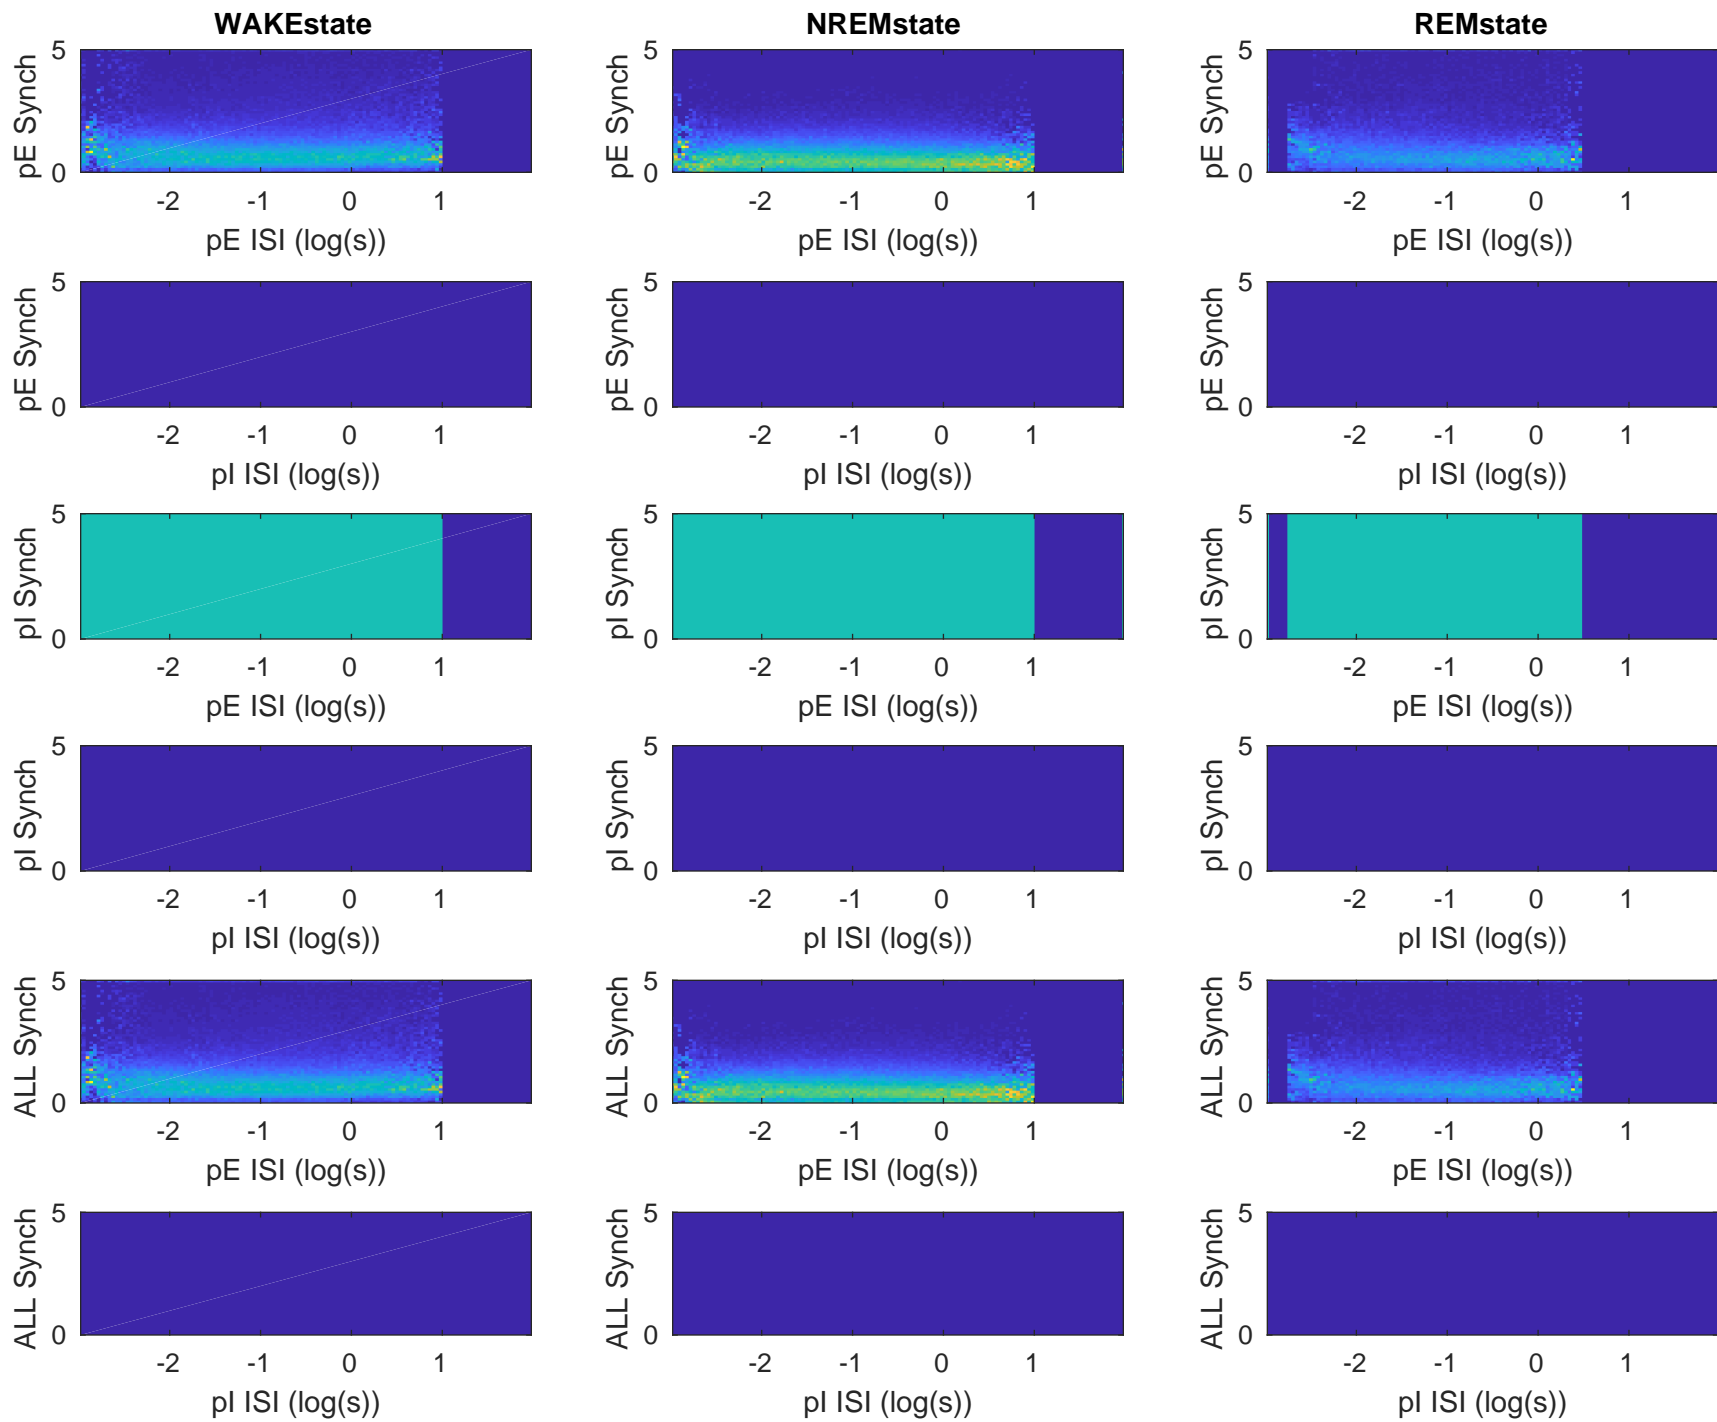 WAKEstate NREMstate REMstate
pE Synch 5 0 pE Synch 5 0 pE Synch 5 0
-2 -1 0 1 -2 -1 0 1 -2 -1 0 1
pE ISI (log(s)) pE ISI (log(s)) pE ISI (log(s))
pE Synch 5 0 pE Synch 5 0 pE Synch 5 0
-2 -1 0 1 -2 -1 0 1 -2 -1 0 1
pI ISI (log(s)) pI ISI (log(s)) pI ISI (log(s))
pI Synch 5 0 pI Synch 5 0 pI Synch 5 0
-2 -1 0 1 -2 -1 0 1 -2 -1 0 1
pE ISI (log(s)) pE ISI (log(s)) pE ISI (log(s))
pI Synch 5 0 pI Synch 5 0 pI Synch 5 0
-2 -1 0 1 -2 -1 0 1 -2 -1 0 1
pI ISI (log(s)) pI ISI (log(s)) pI ISI (log(s))
ALL Synch 5 0 ALL Synch 5 0 ALL Synch 5 0
-2 -1 0 1 -2 -1 0 1 -2 -1 0 1
pE ISI (log(s)) pE ISI (log(s)) pE ISI (log(s))
ALL Synch 5 0 ALL Synch 5 0 ALL Synch 5 0
-2 -1 0 1 -2 -1 0 1 -2 -1 0 1
pI ISI (log(s)) pI ISI (log(s)) pI ISI (log(s))